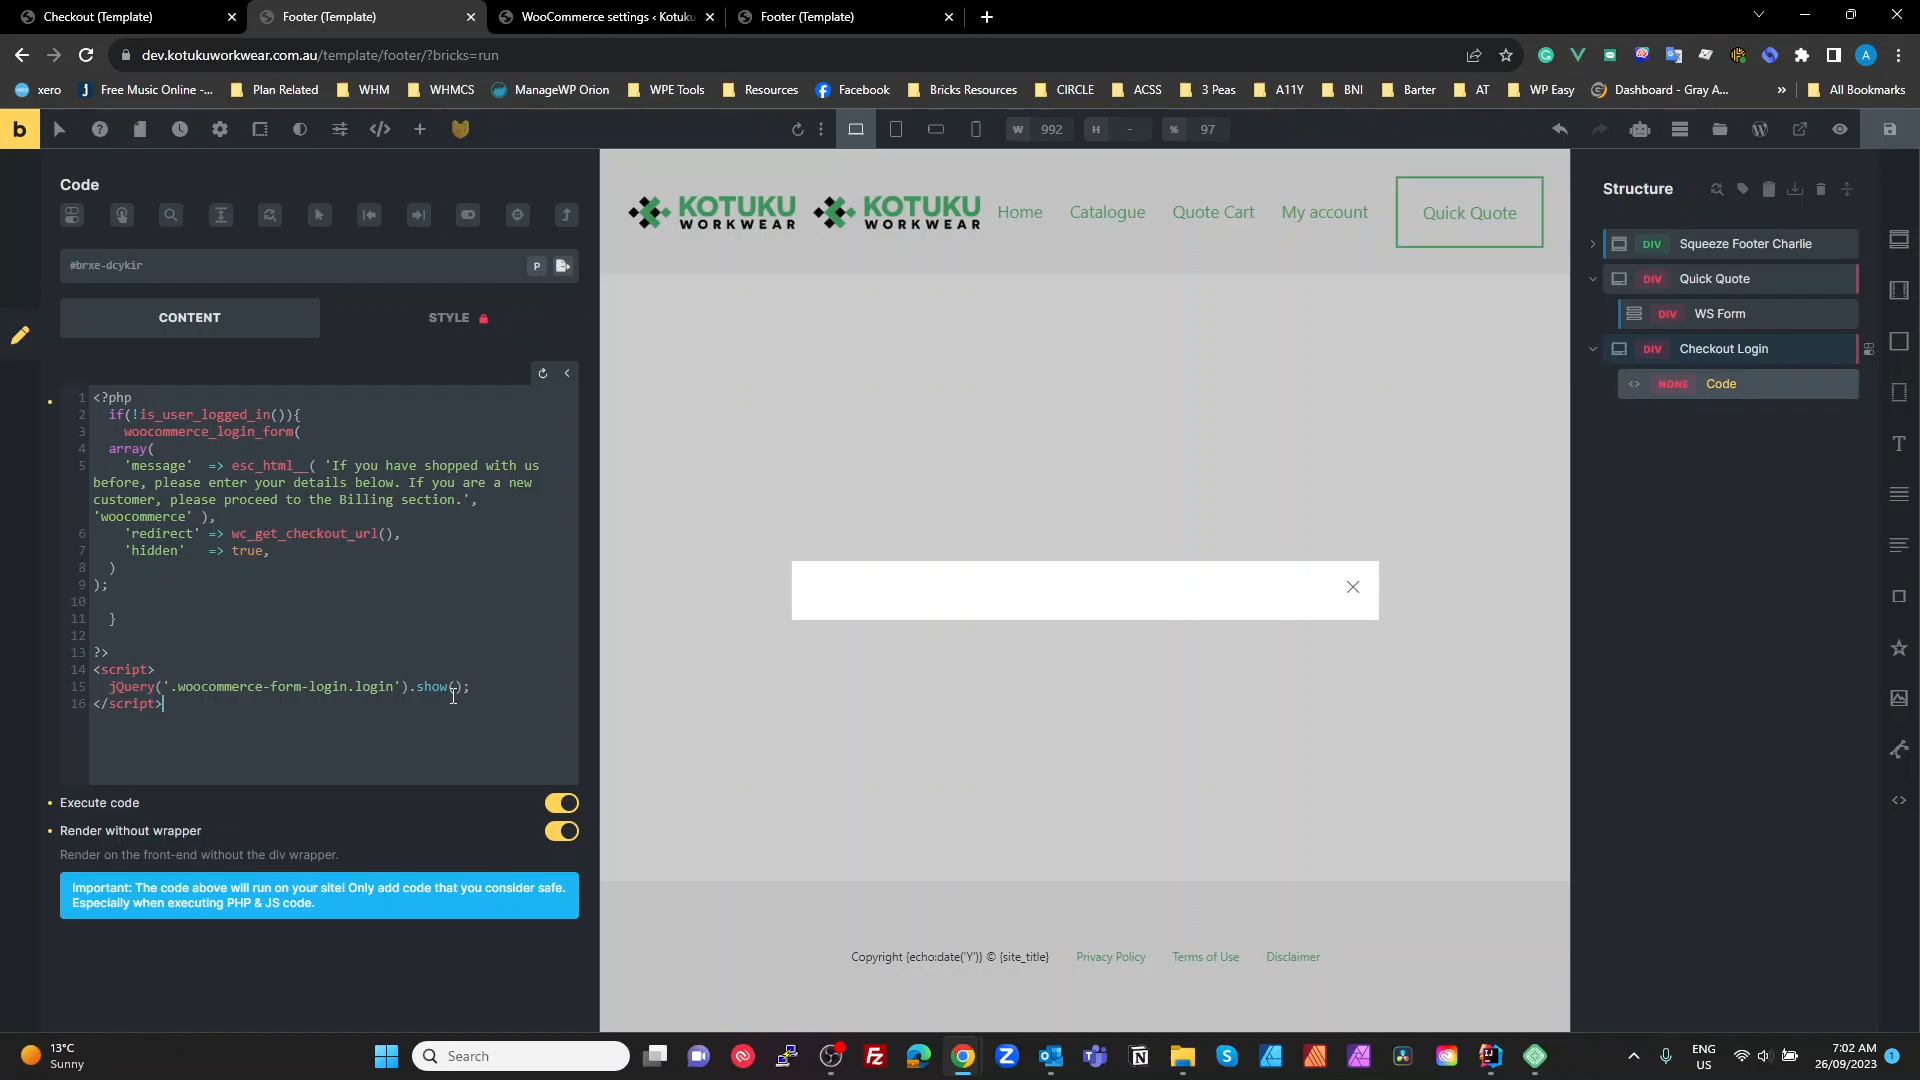 Checkout (Template)
Footer (Template)
WooCommerce settings ‹ Kotuku
Footer (Template)
dev.kotukuworkwear.com.au/template/footer/?bricks=run
xero
Free Music Online -...
Plan Related
WHM
WHMCS
ManageWP Orion
WPE Tools
Resources
Facebook
Bricks Resources
CIRCLE
ACSS
3 Peas
A11Y
BNI
Barter
AT
WP Easy
Dashboard - Gray A...
»
All Bookmarks
b
W 992
H -
% 97
Code
#brxe-dcykir
P
CONTENT
STYLE
1 <?php
2 if(!is_user_logged_in()){
3 woocommerce_login_form(
4 array(
5 'message' => esc_html__( 'If you have shopped with us
before, please enter your details below. If you are a new
customer, please proceed to the Billing section.',
'woocommerce' ),
6 'redirect' => wc_get_checkout_url(),
7 'hidden' => true,
8 )
9 );
10
11 }
12
13 ?>
14 <script>
15 jQuery('.woocommerce-form-login.login').show();
16 </script>
Execute code
Render without wrapper
Render on the front-end without the div wrapper.
Important: The code above will run on your site! Only add code that you consider safe.
Especially when executing PHP & JS code.
KOTUKU
WORKWEAR
KOTUKU
WORKWEAR
Home
Catalogue
Quote Cart
My account
Quick Quote
Copyright {echo:date('Y')} © {site_title}
Privacy Policy
Terms of Use
Disclaimer
Structure
DIV Squeeze Footer Charlie
DIV Quick Quote
DIV WS Form
DIV Checkout Login
NONE Code
13°C
Sunny
Search
ENG
US
7:02 AM
26/09/2023
1